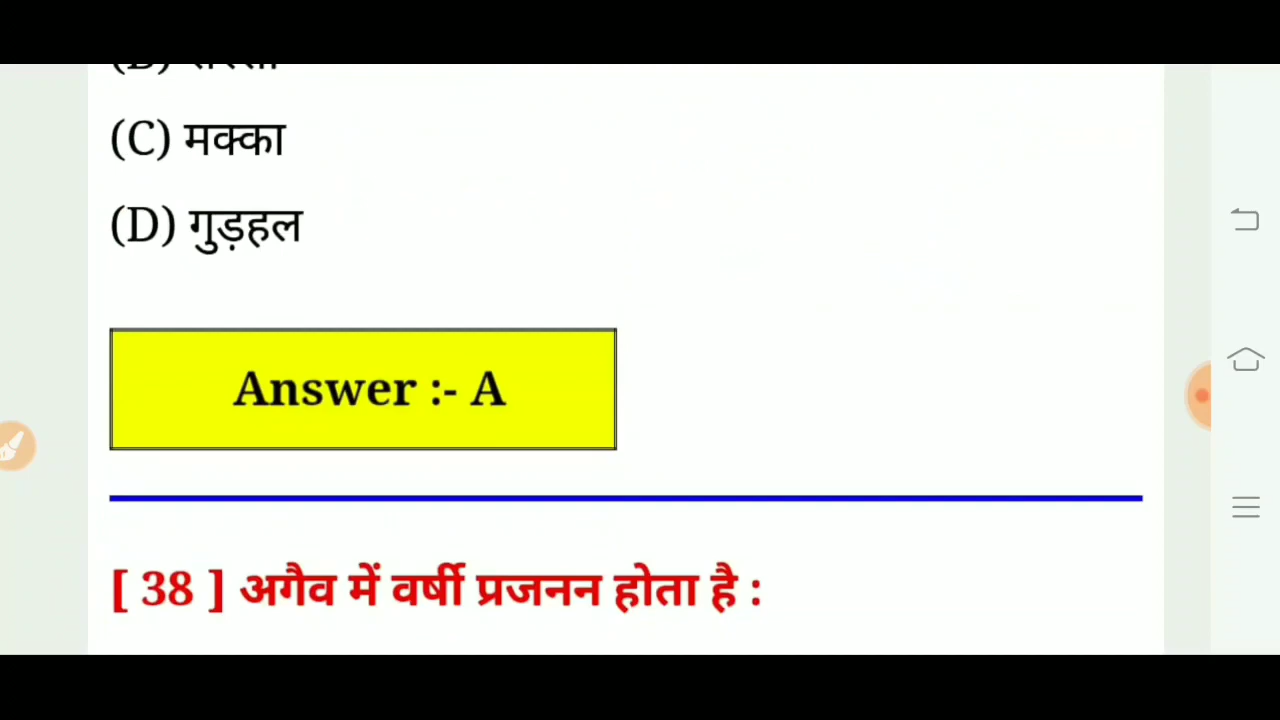 (C) मक्का
(D) गुड़हल
Answer :- A
[ 38 ] अगैव में वर्षी प्रजनन होता है :